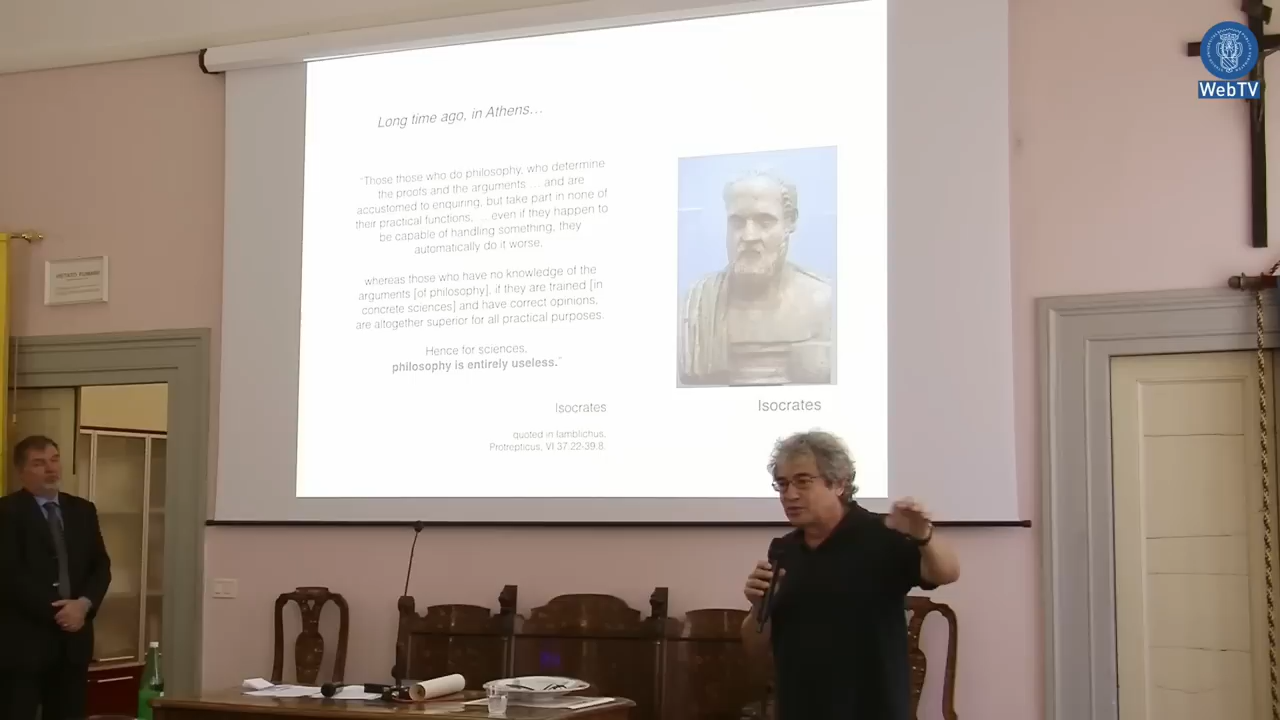 WebTV
Long time ago, in Athens…
"Those those who do philosophy, who determine
the proofs and the arguments ... and are
accustomed to enquiring, but take part in none of
their practical functions, ... even if they happen to
be capable of handling something, they
automatically do it worse,
whereas those who have no knowledge of the
arguments [of philosophy], if they are trained [in
concrete sciences] and have correct opinions,
are altogether superior for all practical purposes.
Hence for sciences,
philosophy is entirely useless."
Isocrates
quoted in Iamblichus,
Protrepticus, VI 37.22-39.8.
Isocrates